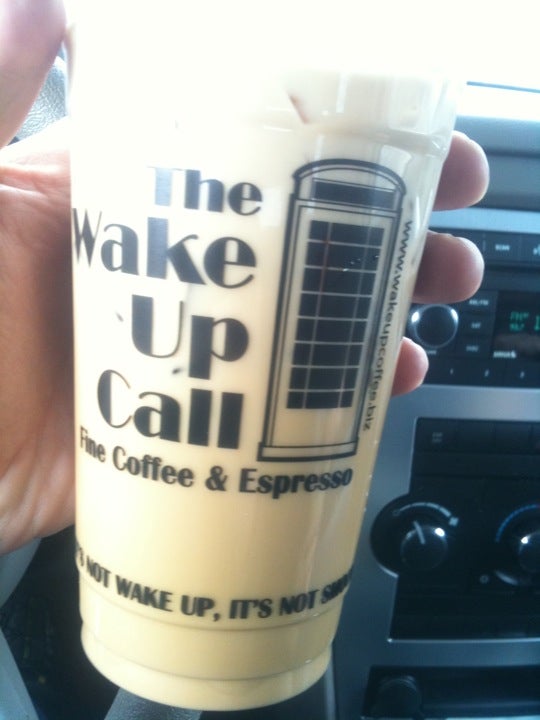 The
Wake
Up
Call
Fine Coffee & Espresso
www.wakeupcoffee.biz
NOT WAKE UP, IT'S NOT